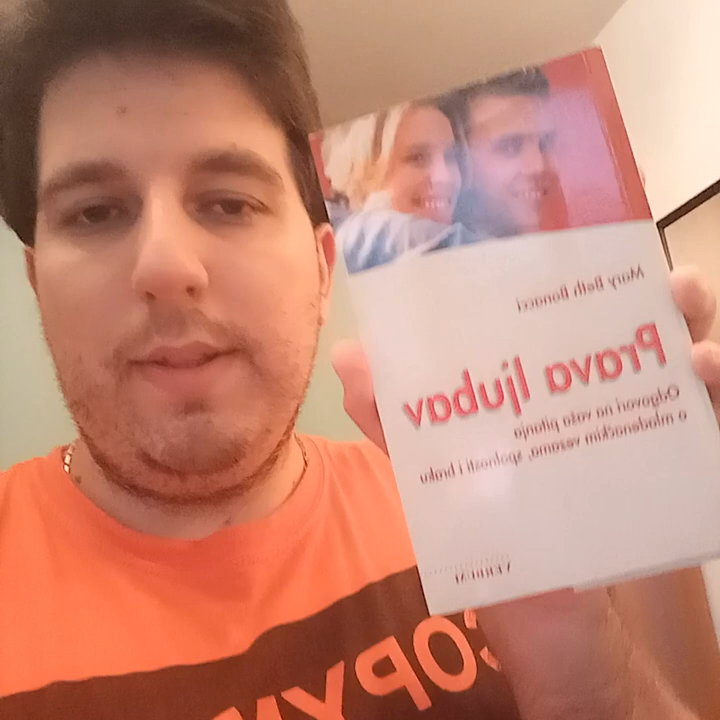 Mary Beth Bonacci
Prava ljubav
Odgovori na vaša pitanja
o mladenačkim vezama, spolnosti i braku
VERBUM